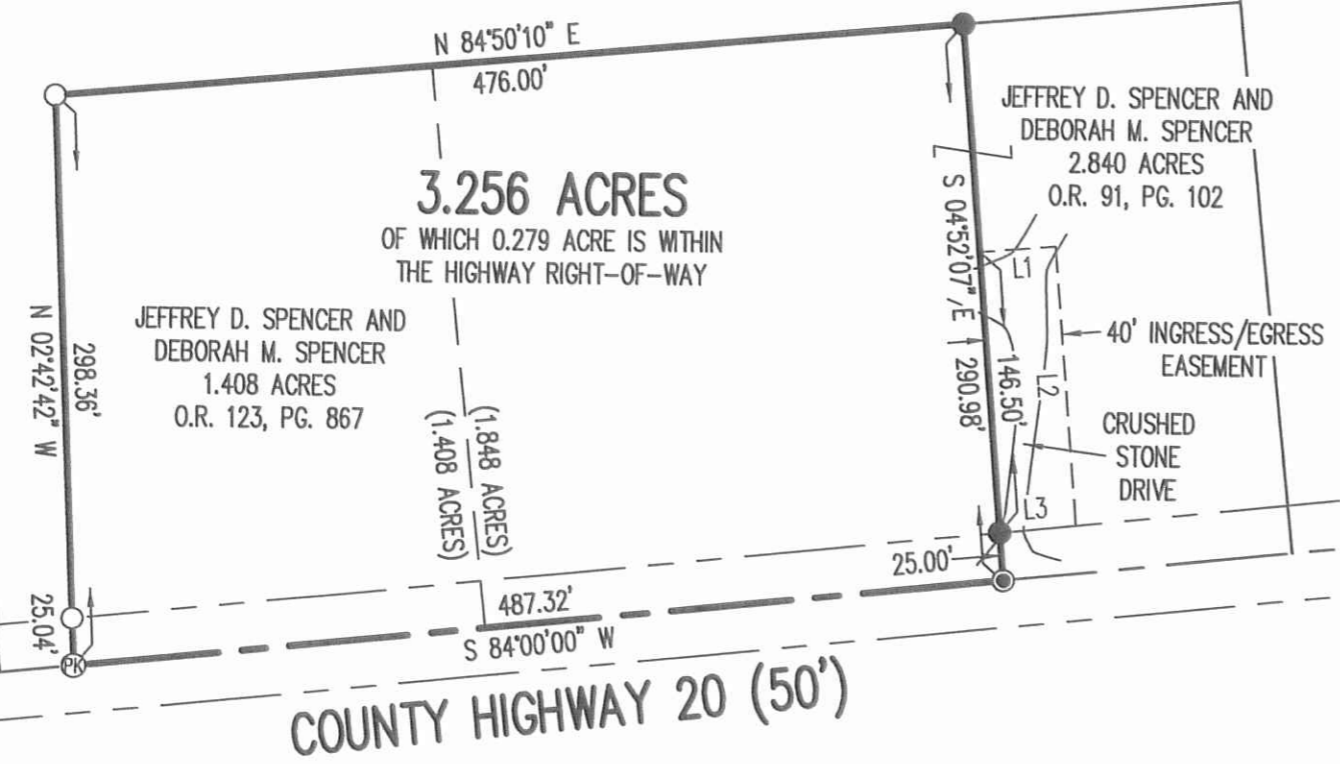 N 84°50'10" E
476.00'
JEFFREY D. SPENCER AND
DEBORAH M. SPENCER
2.840 ACRES
O.R. 91, PG. 102
3.256 ACRES
OF WHICH 0.279 ACRE IS WITHIN
THE HIGHWAY RIGHT-OF-WAY
S 04°52'07" E
290.98'
L1
146.50'
L2
40' INGRESS/EGRESS
EASEMENT
JEFFREY D. SPENCER AND
DEBORAH M. SPENCER
1.408 ACRES
O.R. 123, PG. 867
N 02°42'42" W
298.36'
(1.408 ACRES)
(1.848 ACRES)
CRUSHED
STONE
DRIVE
L3
25.00'
25.04'
PK
487.32'
S 84°00'00" W
COUNTY HIGHWAY 20 (50')